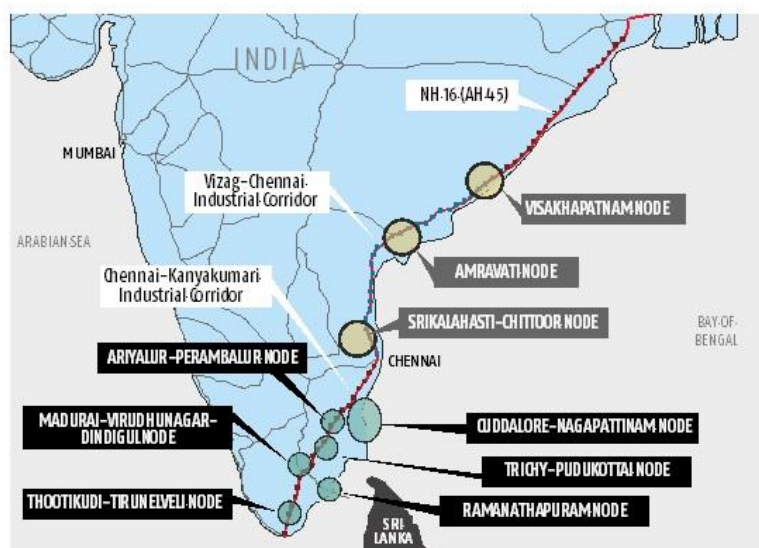 INDIA
NH-16-(AH-45)
MUMBAI
Vizag-Chennai-
Industrial-Corridor
VISAKHAPATNAM-NODE
ARABIAN-SEA
AMRAVATI-NODE
Chennai-Kanyakumari-
Industrial-Corridor
SRIKALAHASTI-CHITTOOR-NODE
BAY-OF-
BENGAL
ARIYALUR-PERAMBALUR-NODE
CHENNAI
MADURAI-VIRUDHUNAGAR-
DINDIGUL-NODE
CUDDALORE-NAGAPATTINAM-NODE
TRICHY-PUDUKOTTAI-NODE
THOOTIKUDI-TIRUNELVELI-NODE
RAMANATHAPURAM-NODE
SRI-
LANKA